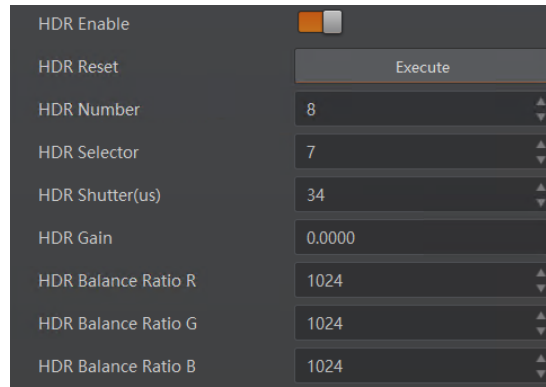 HDR Enable
HDR Reset Execute
HDR Number 8
HDR Selector 7
HDR Shutter(us) 34
HDR Gain 0.0000
HDR Balance Ratio R 1024
HDR Balance Ratio G 1024
HDR Balance Ratio B 1024